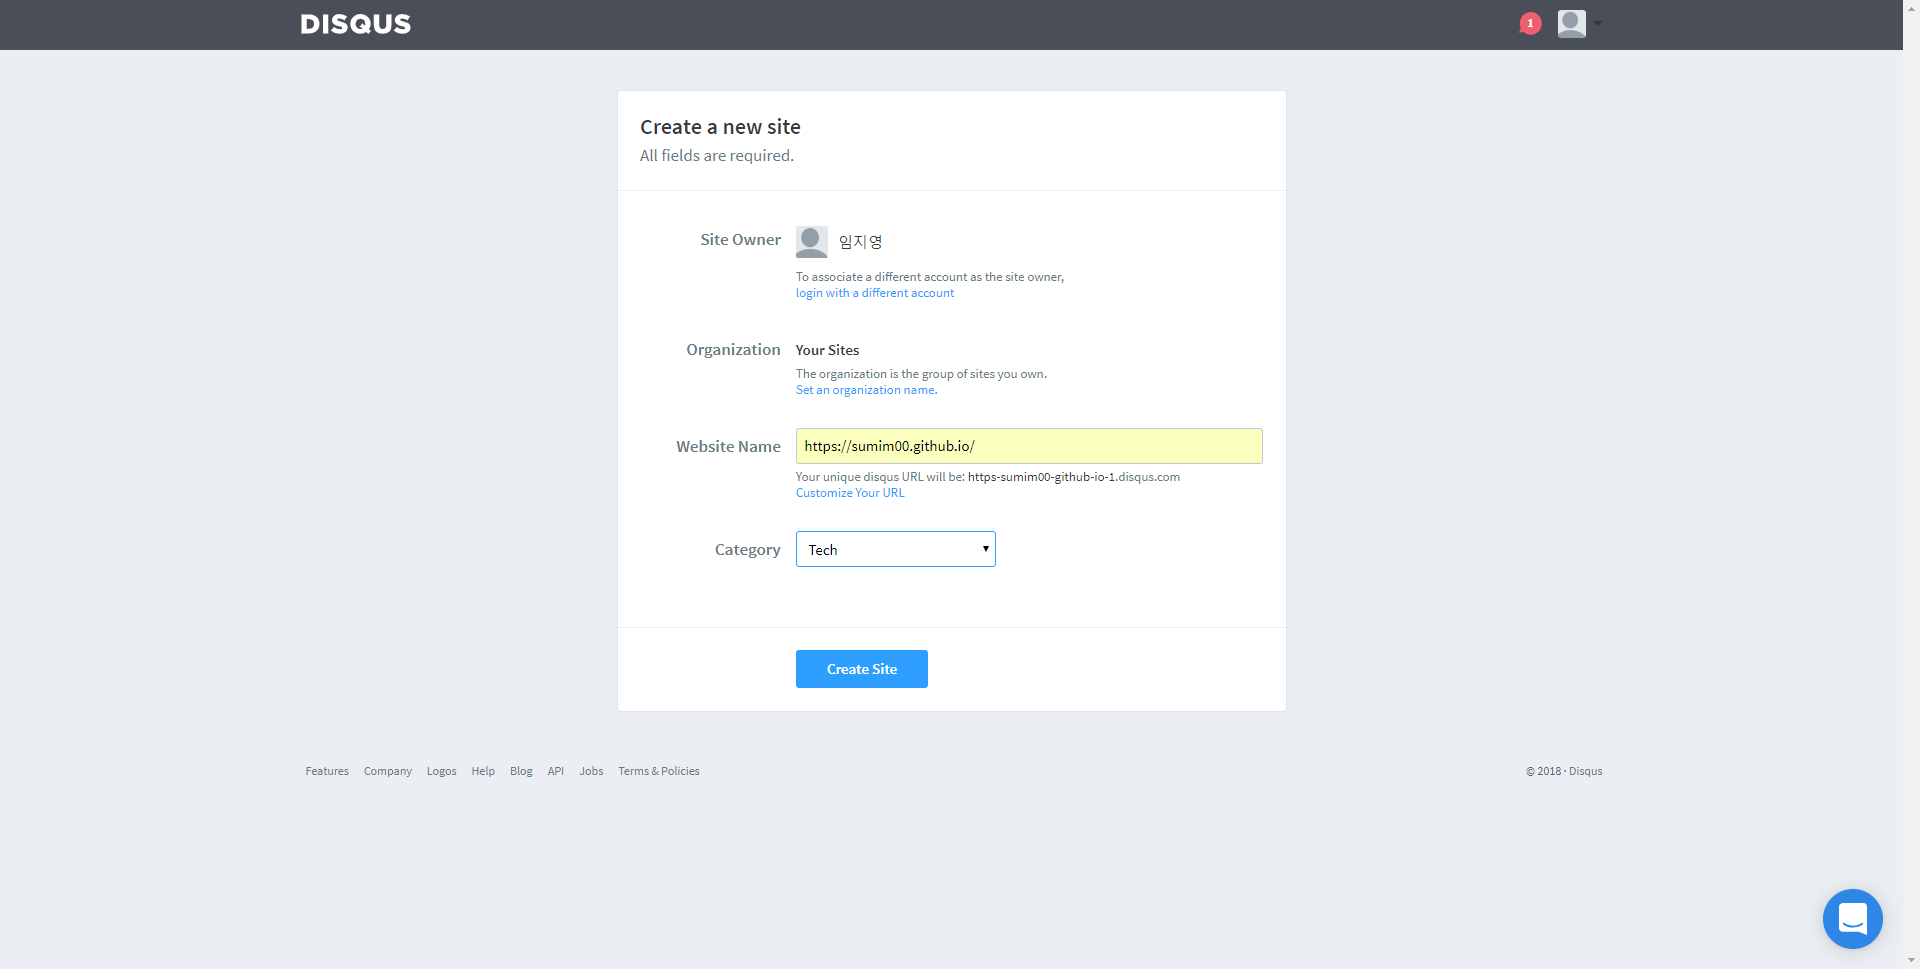 DISQUS
1
Create a new site
All fields are required.
Site Owner
임지영
To associate a different account as the site owner,
login with a different account
Organization
Your Sites
The organization is the group of sites you own.
Set an organization name.
Website Name
https://sumim00.github.io/
Your unique disqus URL will be: https-sumim00-github-io-1.disqus.com
Customize Your URL
Category
Tech
Create Site
Features Company Logos Help Blog API Jobs Terms & Policies
© 2018 · Disqus